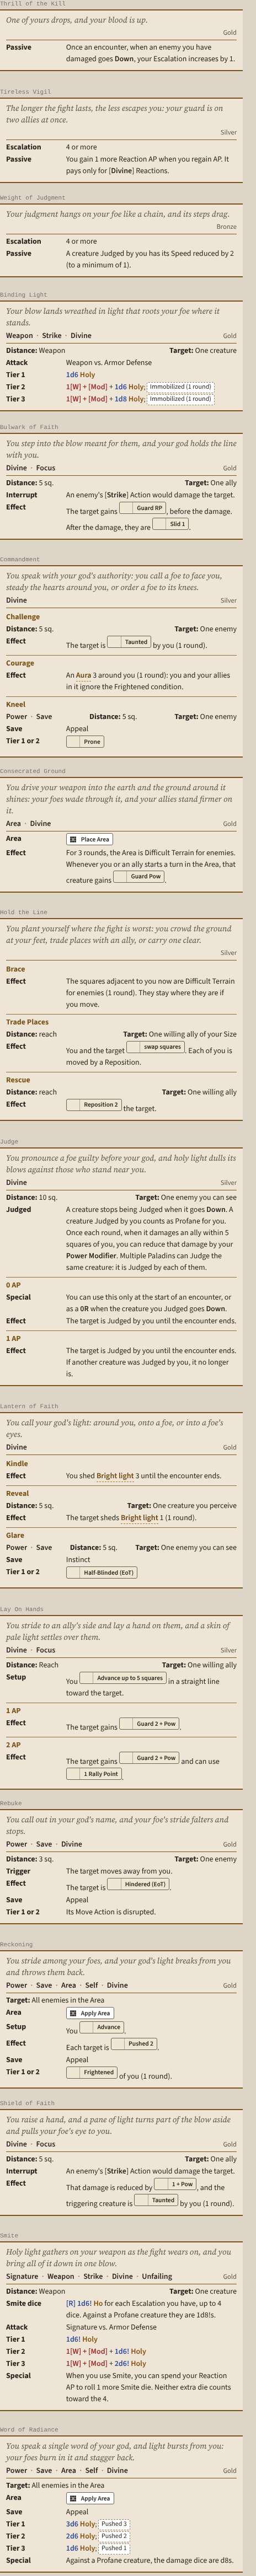 Thrill of the Kill
One of yours drops, and your blood is up.
Gold
Passive Once an encounter, when an enemy you have
damaged goes Down, your Escalation increases by 1.
Tireless Vigil
The longer the fight lasts, the less escapes you: your guard is on
two allies at once.
Silver
Escalation 4 or more
Passive You gain 1 more Reaction AP when you regain AP. It
pays only for [Divine] Reactions.
Weight of Judgment
Your judgment hangs on your foe like a chain, and its steps drag.
Bronze
Escalation 4 or more
Passive A creature Judged by you has its Speed reduced by 2
(to a minimum of 1).
Binding Light
Your blow lands wreathed in light that roots your foe where it
stands.
Weapon · Strike · Divine Gold
Distance: Weapon Target: One creature
Attack Weapon vs. Armor Defense
Tier 1 1d6 Holy
Tier 2 1[W] + [Mod] + 1d6 Holy; Immobilized (1 round)
Tier 3 1[W] + [Mod] + 1d8 Holy; Immobilized (1 round)
Bulwark of Faith
You step into the blow meant for them, and your god holds the line
with you.
Divine · Focus Gold
Distance: 5 sq. Target: One ally
Interrupt An enemy's [Strike] Action would damage the target.
Effect The target gains Guard RP, before the damage.
After the damage, they are Slid 1.
Commandment
You speak with your god's authority: you call a foe to face you,
steady the hearts around you, or order a foe to its knees.
Divine Silver
Challenge
Distance: 5 sq. Target: One enemy
Effect The target is Taunted by you (1 round).
Courage
Effect An Aura 3 around you (1 round): you and your allies
in it ignore the Frightened condition.
Kneel
Power · Save Distance: 5 sq. Target: One enemy
Save Appeal
Tier 1 or 2 Prone
Consecrated Ground
You drive your weapon into the earth and the ground around it
shines: your foes wade through it, and your allies stand firmer on
it.
Area · Divine Gold
Area Place Area
Effect For 3 rounds, the Area is Difficult Terrain for enemies.
Whenever you or an ally starts a turn in the Area, that
creature gains Guard Pow.
Hold the Line
You plant yourself where the fight is worst: you crowd the ground
at your feet, trade places with an ally, or carry one clear.
Silver
Brace
Effect The squares adjacent to you now are Difficult Terrain
for enemies (1 round). They stay where they are if
you move.
Trade Places
Distance: reach Target: One willing ally of your Size
Effect You and the target swap squares. Each of you is
moved by a Reposition.
Rescue
Distance: reach Target: One willing ally
Effect Reposition 2 the target.
Judge
You pronounce a foe guilty before your god, and holy light dulls its
blows against those who stand near you.
Divine Silver
Distance: 10 sq. Target: One enemy you can see
Judged A creature stops being Judged when it goes Down. A
creature Judged by you counts as Profane for you.
Once each round, when it damages an ally within 5
squares of you, you can reduce that damage by your
Power Modifier. Multiple Paladins can Judge the
same creature: it is Judged by each of them.
0 AP
Special You can use this only at the start of an encounter, or
as a 0R when the creature you Judged goes Down.
Effect The target is Judged by you until the encounter ends.
1 AP
Effect The target is Judged by you until the encounter ends.
If another creature was Judged by you, it no longer
is.
Lantern of Faith
You call your god's light: around you, onto a foe, or into a foe's
eyes.
Divine Gold
Kindle
Effect You shed Bright light 3 until the encounter ends.
Reveal
Distance: 5 sq. Target: One creature you perceive
Effect The target sheds Bright light 1 (1 round).
Glare
Power · Save Distance: 5 sq. Target: One enemy you can see
Save Instinct
Tier 1 or 2 Half-Blinded (EoT)
Lay On Hands
You stride to an ally's side and lay a hand on them, and a skin of
pale light settles over them.
Divine · Focus Silver
Distance: Reach Target: One willing ally
Setup You Advance up to 5 squares in a straight line
toward the target.
1 AP
Effect The target gains Guard 2 + Pow.
2 AP
Effect The target gains Guard 2 + Pow and can use
1 Rally Point.
Rebuke
You call out in your god's name, and your foe's stride falters and
stops.
Power · Save · Divine Gold
Distance: 3 sq. Target: One enemy
Trigger The target moves away from you.
Effect The target is Hindered (EoT).
Save Appeal
Tier 1 or 2 Its Move Action is disrupted.
Reckoning
You stride among your foes, and your god's light breaks from you
and throws them back.
Power · Save · Area · Self · Divine Gold
Target: All enemies in the Area
Area Apply Area
Setup You Advance.
Effect Each target is Pushed 2.
Save Appeal
Tier 1 or 2 Frightened of you (1 round).
Shield of Faith
You raise a hand, and a pane of light turns part of the blow aside
and pulls your foe's eye to you.
Divine · Focus Gold
Distance: 5 sq. Target: One ally
Interrupt An enemy's [Strike] Action would damage the target.
Effect That damage is reduced by 1 + Pow, and the
triggering creature is Taunted by you (1 round).
Smite
Holy light gathers on your weapon as the fight wears on, and you
bring all of it down in one blow.
Signature · Weapon · Strike · Divine · Unfailing
Distance: Weapon Target: One creature
Smite dice [R] 1d6! Ho for each Escalation you have, up to 4
dice. Against a Profane creature they are 1d8!s.
Attack Signature vs. Armor Defense
Tier 1 1d6! Holy
Tier 2 1[W] + [Mod] + 1d6! Holy
Tier 3 1[W] + [Mod] + 2d6! Holy
Special When you use Smite, you can spend your Reaction
AP to roll 1 more Smite die. Neither extra die counts
toward the 4.
Word of Radiance
You speak a single word of your god, and light bursts from you:
your foes burn in it and stagger back.
Power · Save · Area · Self · Divine Gold
Target: All enemies in the Area
Area Apply Area
Save Appeal
Tier 1 3d6 Holy; Pushed 3
Tier 2 2d6 Holy; Pushed 2
Tier 3 1d6 Holy; Pushed 1
Special Against a Profane creature, the damage dice are d8s.